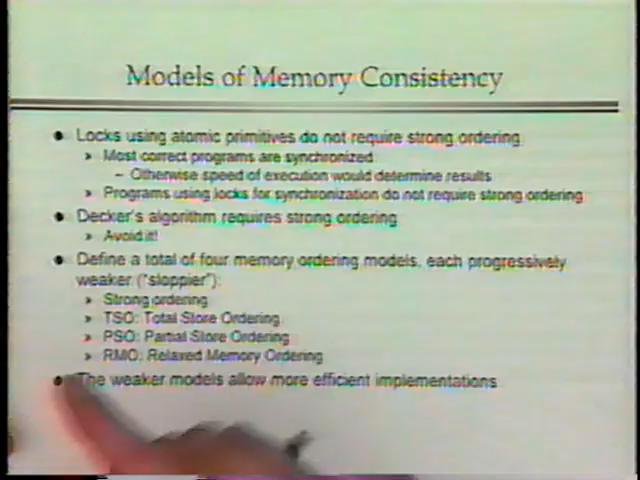 Models of Memory Consistency
● Locks using atomic primitives do not require strong ordering
» Most correct programs are synchronized
– Otherwise speed of execution would determine results
» Programs using locks for synchronization do not require strong ordering
● Decker's algorithm requires strong ordering
» Avoid it!
● Define a total of four memory ordering models, each progressively
weaker ("sloppier"):
» Strong ordering
» TSO: Total Store Ordering
» PSO: Partial Store Ordering
» RMO: Relaxed Memory Ordering
● The weaker models allow more efficient implementations